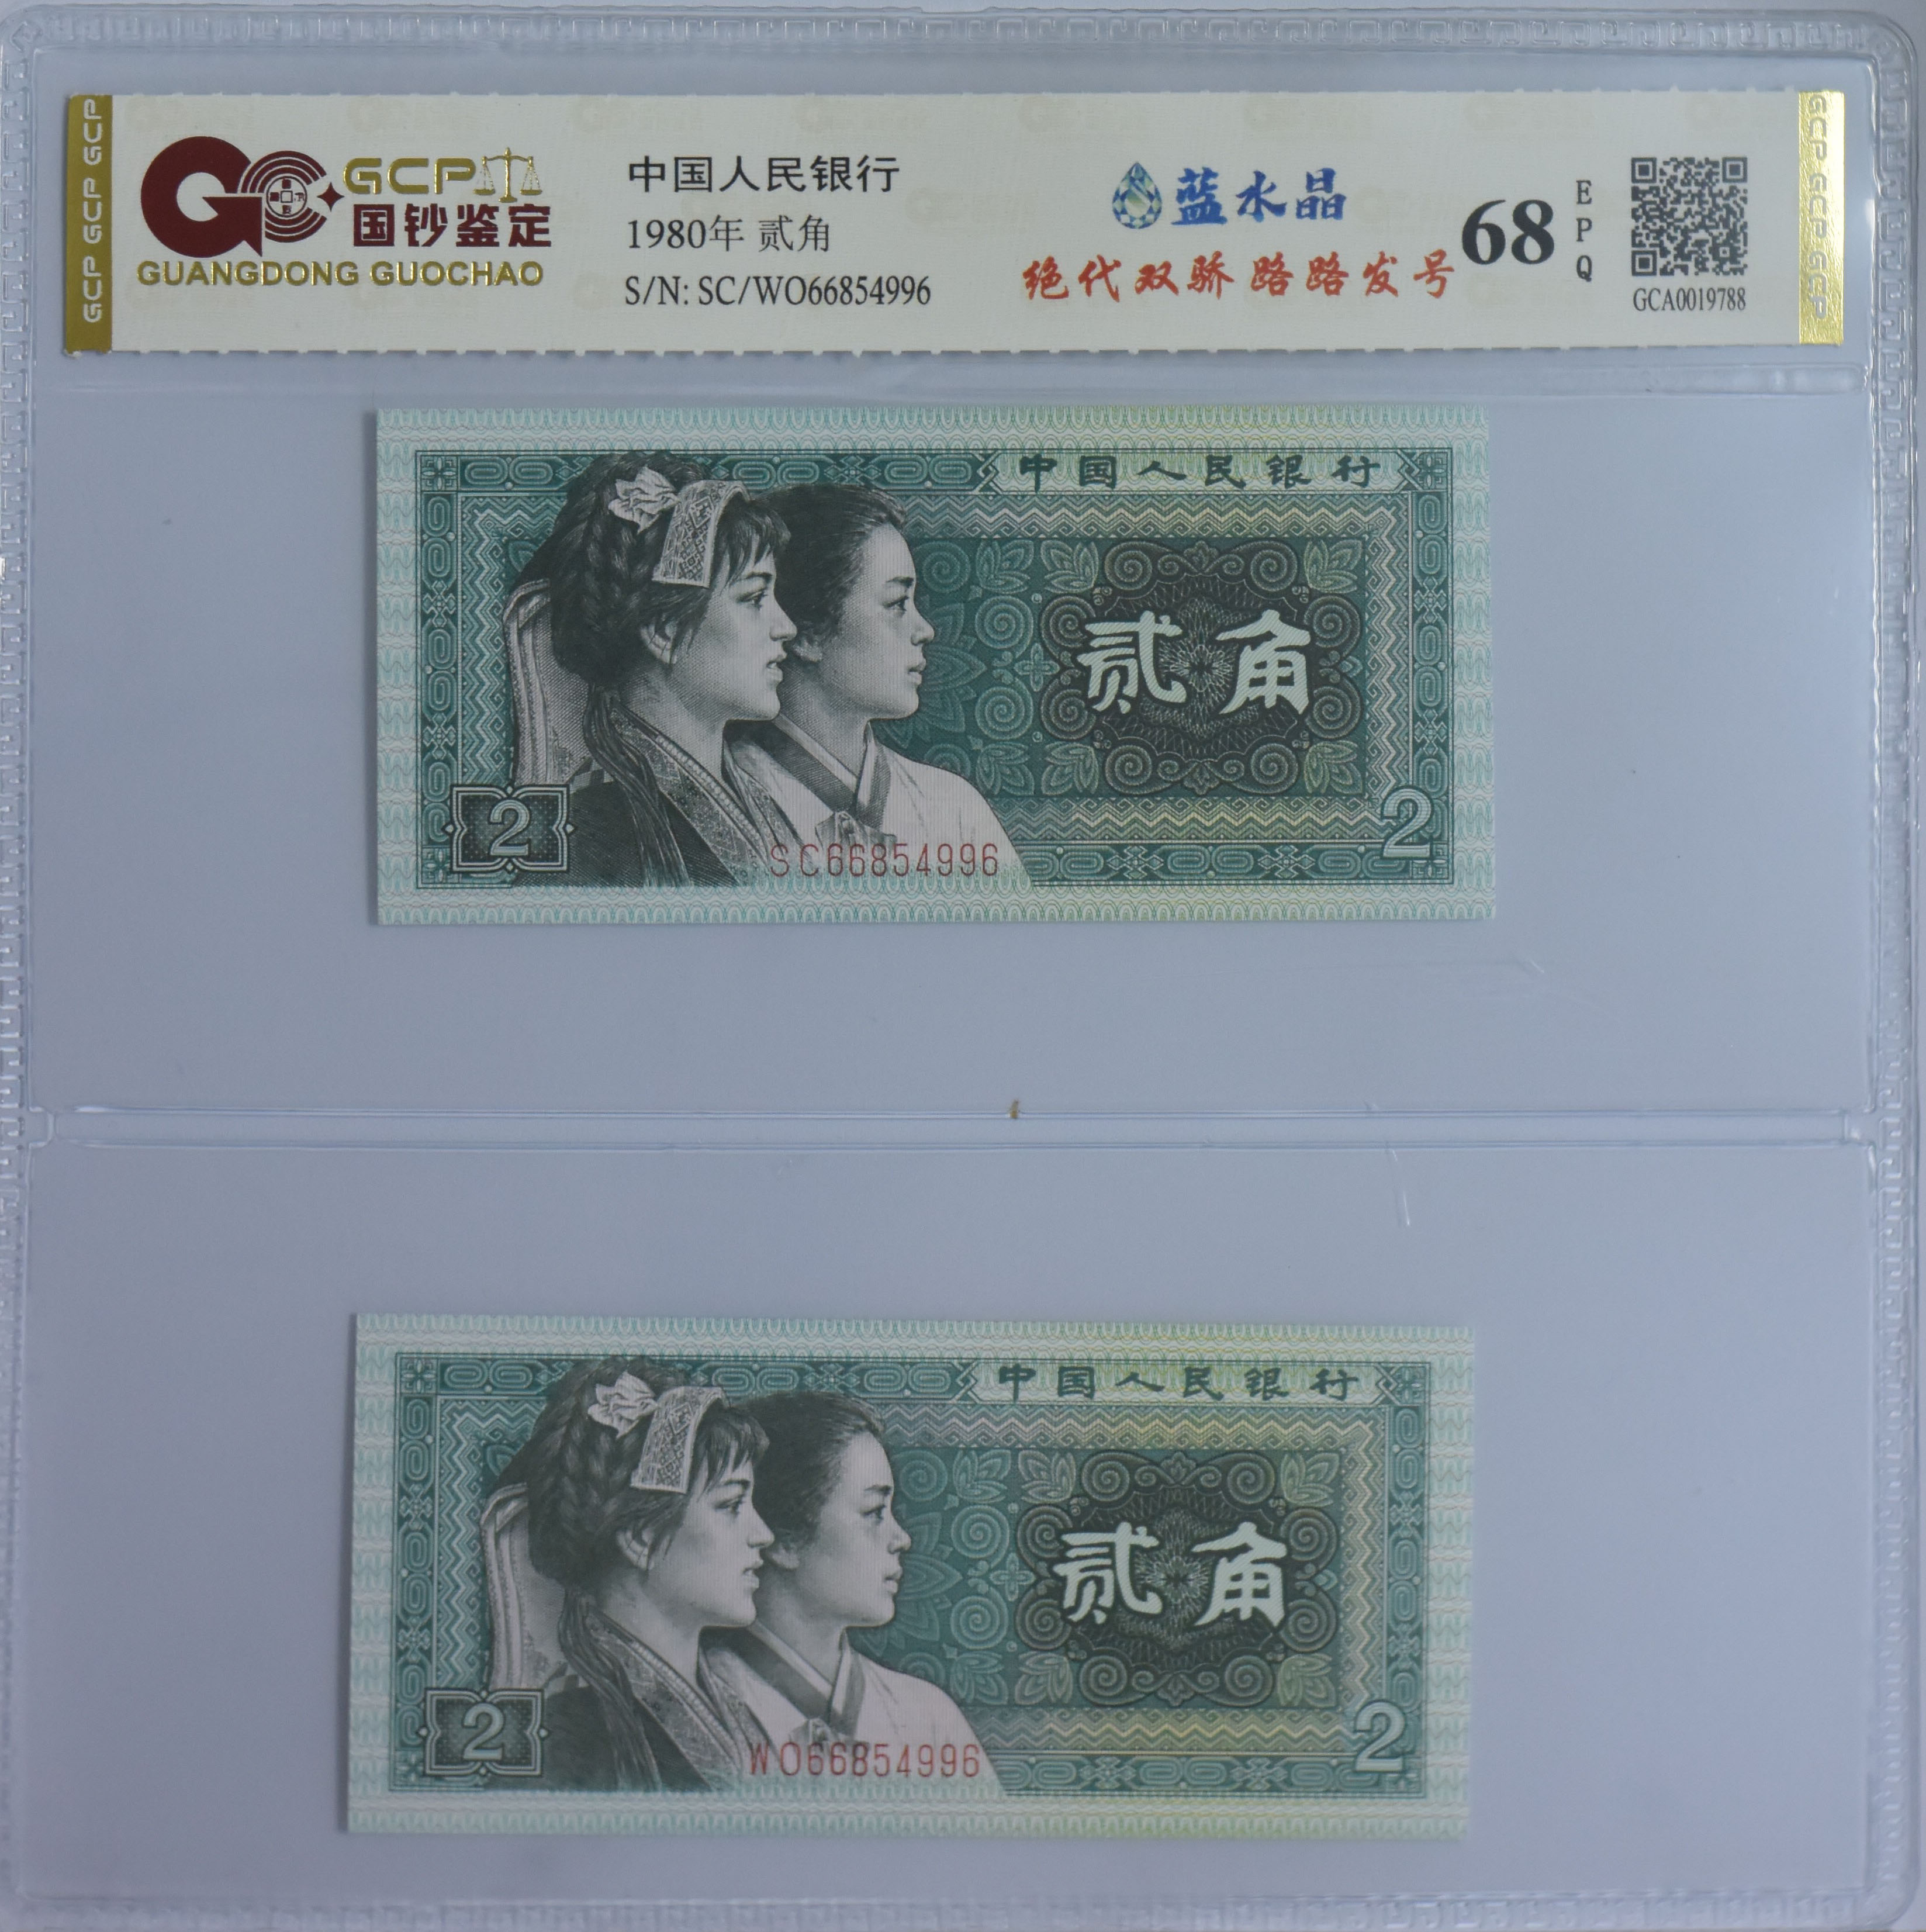 GCP GCP GCP
GCP
国钞鉴定
GUANGDONG GUOCHAO
中国人民银行
1980年 贰角
S/N: SC/WO66854996
蓝水晶
绝代双骄 路路发号
68
EPQ
GCA0019788
GCP GCP GCP
中国人民银行
贰角
2
SC66854996
2
中国人民银行
贰角
2
WO66854996
2